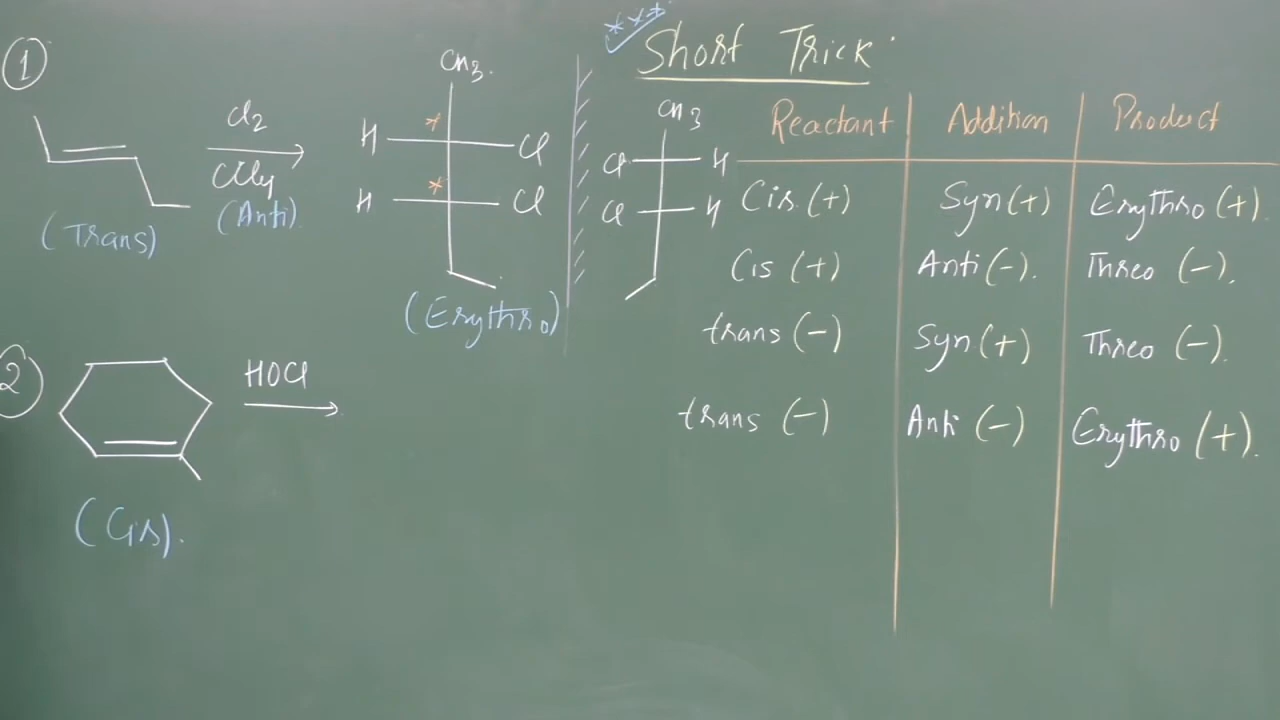 *** Short Trick
1
Cl2
CCl4
(Trans)
(Anti)
CH3
H * Cl
H * Cl
(Erythro)
CH3
Cl H
Cl H
Reactant Addition Product
Cis (+) Syn (+) Erythro (+).
Cis (+) Anti (-). Threo (-).
trans (-) Syn (+) Threo (-).
trans (-) Anti (-) Erythro (+).
2
HOCl
(Cis).